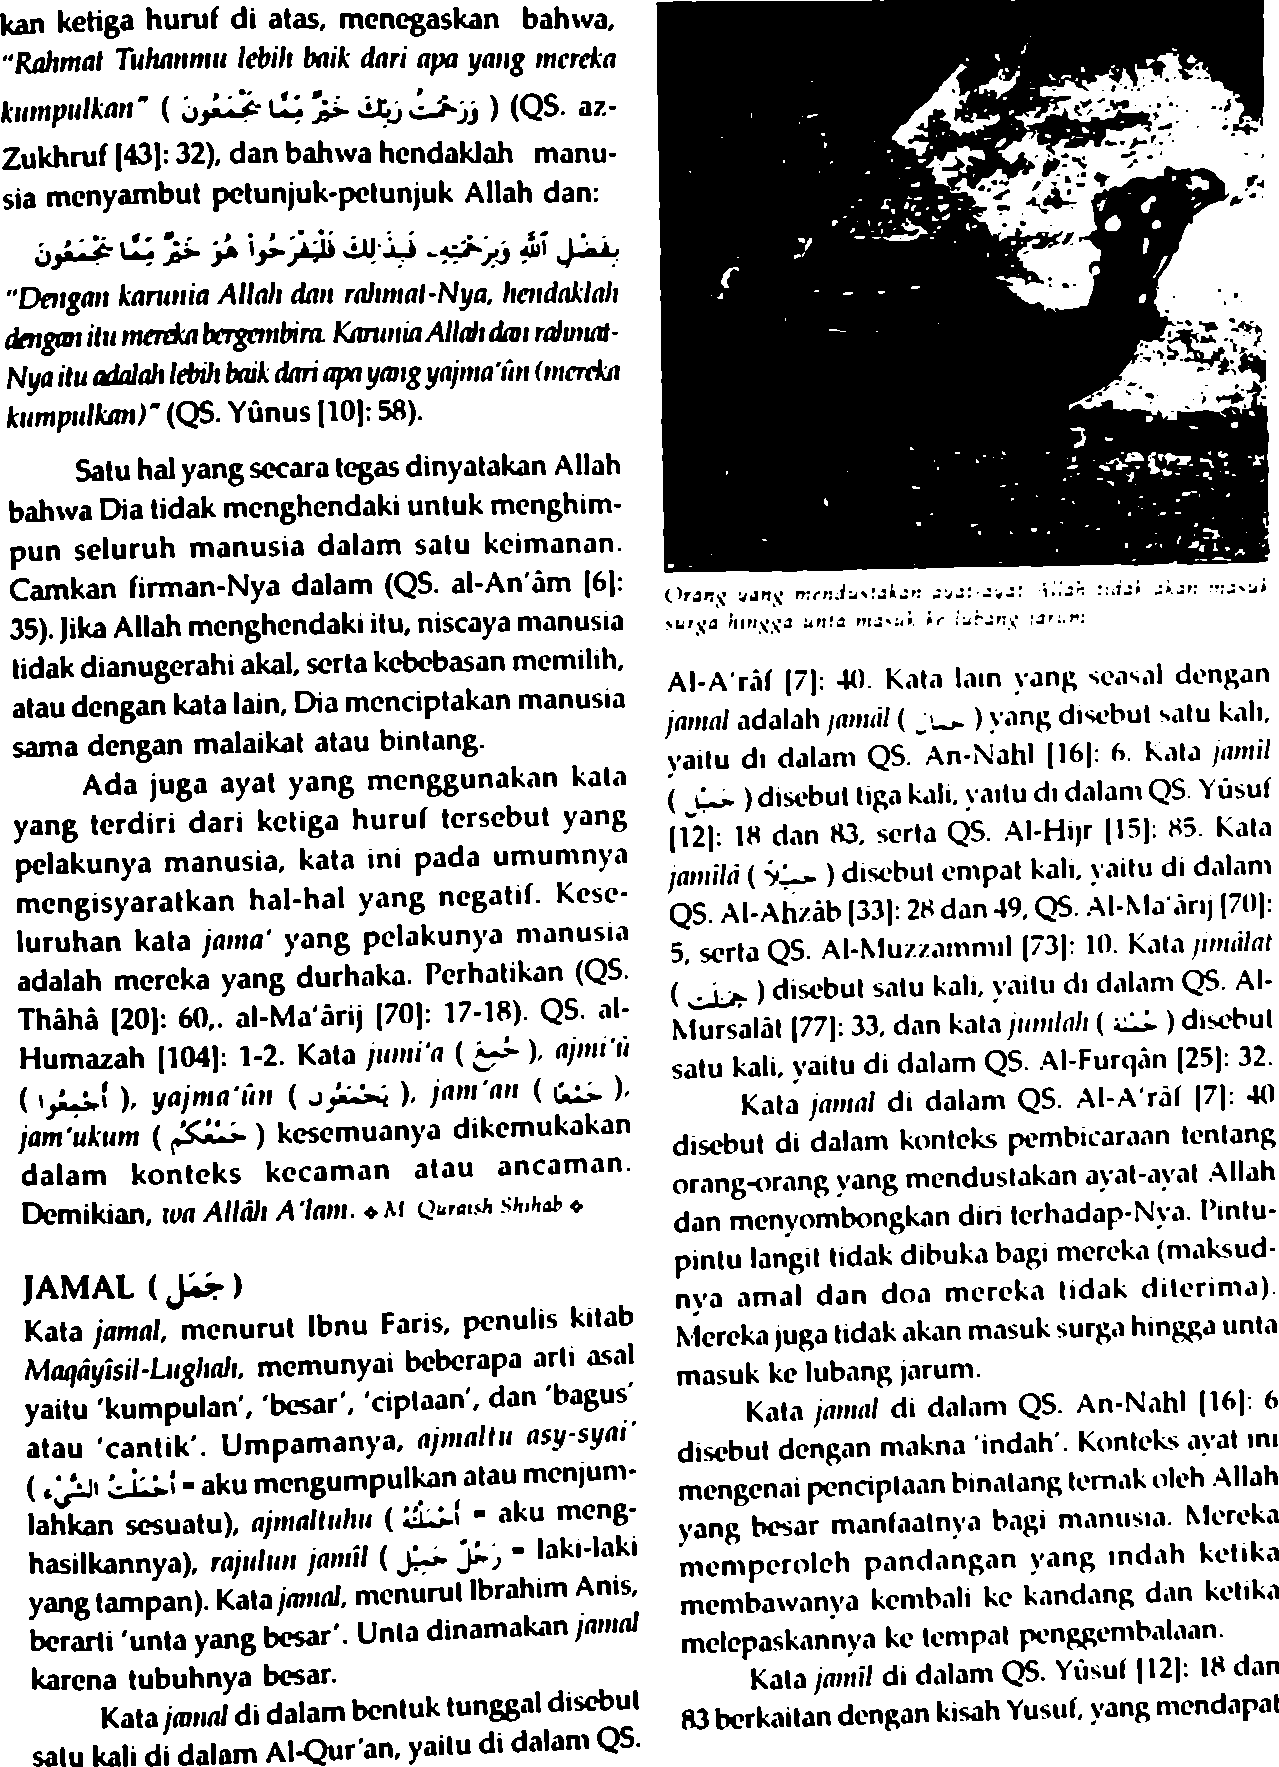 kan ketiga huruf di atas, menegaskan bahwa,
"Rahmat Tuhanmu lebih baik dari apa yang mereka
kumpulkan" ( وَرَحْمَتُ رَبِّكَ خَيْرٌ مِّمَّا يَجْمَعُونَ ) (QS. az-
Zukhruf [43]: 32), dan bahwa hendaklah manu-
sia menyambut petunjuk-petunjuk Allah dan:
بِفَضْلِ ٱللَّهِ وَبِرَحْمَتِهِۦ فَبِذَٰلِكَ فَلْيَفْرَحُوا۟ هُوَ خَيْرٌ مِّمَّا يَجْمَعُونَ
"Dengan karunia Allah dan rahmat-Nya, hendaklah
dengan itu mereka bergembira. Karunia Allah dan rahmat-
Nya itu adalah lebih baik dari apa yang yajma'ûn (mereka
kumpulkan)" (QS. Yûnus [10]: 58).
Satu hal yang secara tegas dinyatakan Allah
bahwa Dia tidak menghendaki untuk menghim-
pun seluruh manusia dalam satu keimanan.
Camkan firman-Nya dalam (QS. al-An'âm [6]:
35). Jika Allah menghendaki itu, niscaya manusia
tidak dianugerahi akal, serta kebebasan memilih,
atau dengan kata lain, Dia menciptakan manusia
sama dengan malaikat atau bintang.
Ada juga ayat yang menggunakan kata
yang terdiri dari ketiga huruf tersebut yang
pelakunya manusia, kata ini pada umumnya
mengisyaratkan hal-hal yang negatif. Kese-
luruhan kata jama' yang pelakunya manusia
adalah mereka yang durhaka. Perhatikan (QS.
Thâhâ [20]: 60,. al-Ma'ârij [70]: 17-18). QS. al-
Humazah [104]: 1-2. Kata jumi'a ( جُمِعَ ), ajmi'û
( أَجْمِعُوا ), yajma'ûn ( يَجْمَعُونَ ), jam'an ( جَمْعًا ),
jam'ukum ( جَمْعُكُمْ ) kesemuanya dikemukakan
dalam konteks kecaman atau ancaman.
Demikian, wa Allâh A'lam. ❖ M. Quraish Shihab ❖
JAMAL ( جَمَل )
Kata jamal, menurut Ibnu Faris, penulis kitab
Maqâyîsil-Lughah, memunyai beberapa arti asal
yaitu 'kumpulan', 'besar', 'ciptaan', dan 'bagus'
atau 'cantik'. Umpamanya, ajmaltu asy-syai'
( أَجْمَلْتُ الشَّيْءَ = aku mengumpulkan atau menjum-
lahkan sesuatu), ajmaltuhu ( أَجْمَلْتُهُ = aku meng-
hasilkannya), rajulun jamîl ( رَجُلٌ جَمِيْلٌ = laki-laki
yang tampan). Kata jamal, menurut Ibrahim Anis,
berarti 'unta yang besar'. Unta dinamakan jamal
karena tubuhnya besar.
Kata jamal di dalam bentuk tunggal disebut
satu kali di dalam Al-Qur'an, yaitu di dalam QS.
Orang yang mendustakan ayat-ayat Allah tidak akan masuk
surga hingga unta masuk ke lubang jarum
Al-A'râf [7]: 40. Kata lain yang seasal dengan
jamal adalah jamâl ( جمال ) yang disebut satu kali,
yaitu di dalam QS. An-Nahl [16]: 6. Kata jamîl
( جميل ) disebut tiga kali, yaitu di dalam QS. Yûsuf
[12]: 18 dan 83, serta QS. Al-Hijr [15]: 85. Kata
jamîlâ ( جميلا ) disebut empat kali, yaitu di dalam
QS. Al-Ahzâb [33]: 28 dan 49, QS. Al-Ma'ârij [70]:
5, serta QS. Al-Muzzammil [73]: 10. Kata jimâlat
( جِمَٰلَت ) disebut satu kali, yaitu di dalam QS. Al-
Mursalât [77]: 33, dan kata jumlah ( جُمْلَة ) disebut
satu kali, yaitu di dalam QS. Al-Furqân [25]: 32.
Kata jamal di dalam QS. Al-A'râf [7]: 40
disebut di dalam konteks pembicaraan tentang
orang-orang yang mendustakan ayat-ayat Allah
dan menyombongkan diri terhadap-Nya. Pintu-
pintu langit tidak dibuka bagi mereka (maksud-
nya amal dan doa mereka tidak diterima).
Mereka juga tidak akan masuk surga hingga unta
masuk ke lubang jarum.
Kata jamal di dalam QS. An-Nahl [16]: 6
disebut dengan makna 'indah'. Konteks ayat ini
mengenai penciptaan binatang ternak oleh Allah
yang besar manfaatnya bagi manusia. Mereka
memperoleh pandangan yang indah ketika
membawanya kembali ke kandang dan ketika
melepaskannya ke tempat penggembalaan.
Kata jamîl di dalam QS. Yûsuf [12]: 18 dan
83 berkaitan dengan kisah Yusuf, yang mendapat